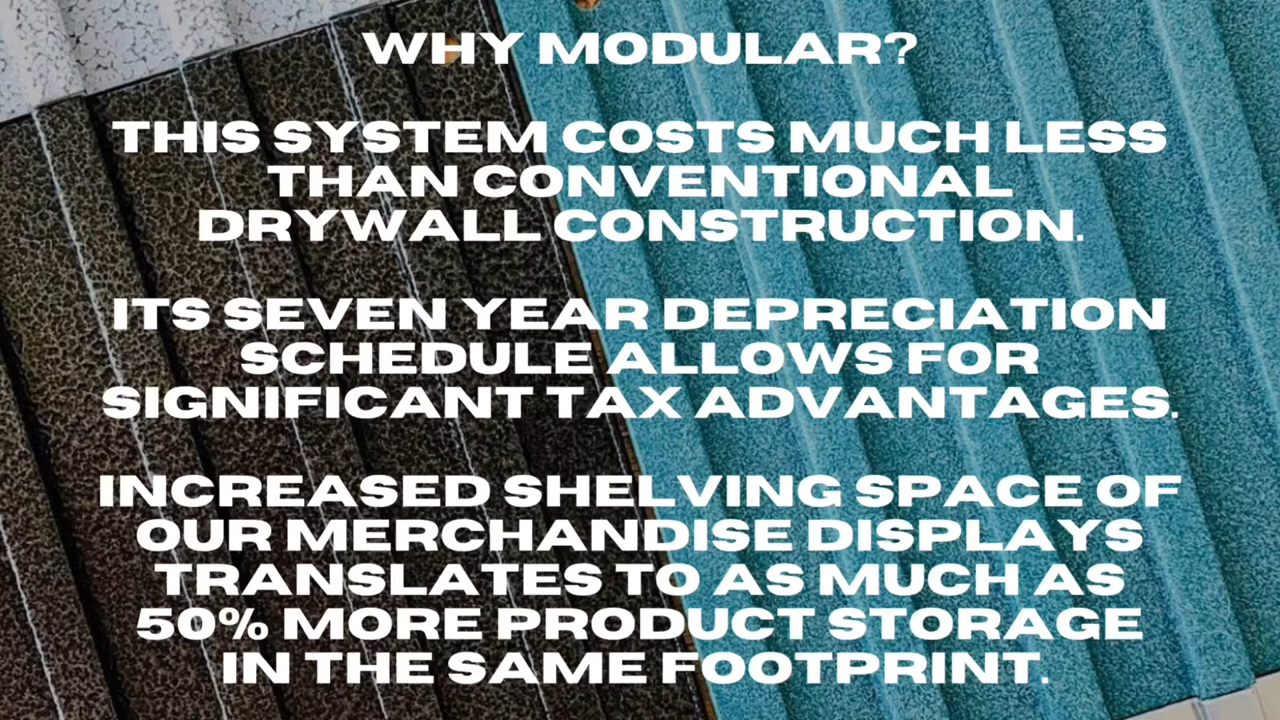 WHY MODULAR?
THIS SYSTEM COSTS MUCH LESS
THAN CONVENTIONAL
DRYWALL CONSTRUCTION.
ITS SEVEN YEAR DEPRECIATION
SCHEDULE ALLOWS FOR
SIGNIFICANT TAX ADVANTAGES.
INCREASED SHELVING SPACE OF
OUR MERCHANDISE DISPLAYS
TRANSLATES TO AS MUCH AS
50% MORE PRODUCT STORAGE
IN THE SAME FOOTPRINT.